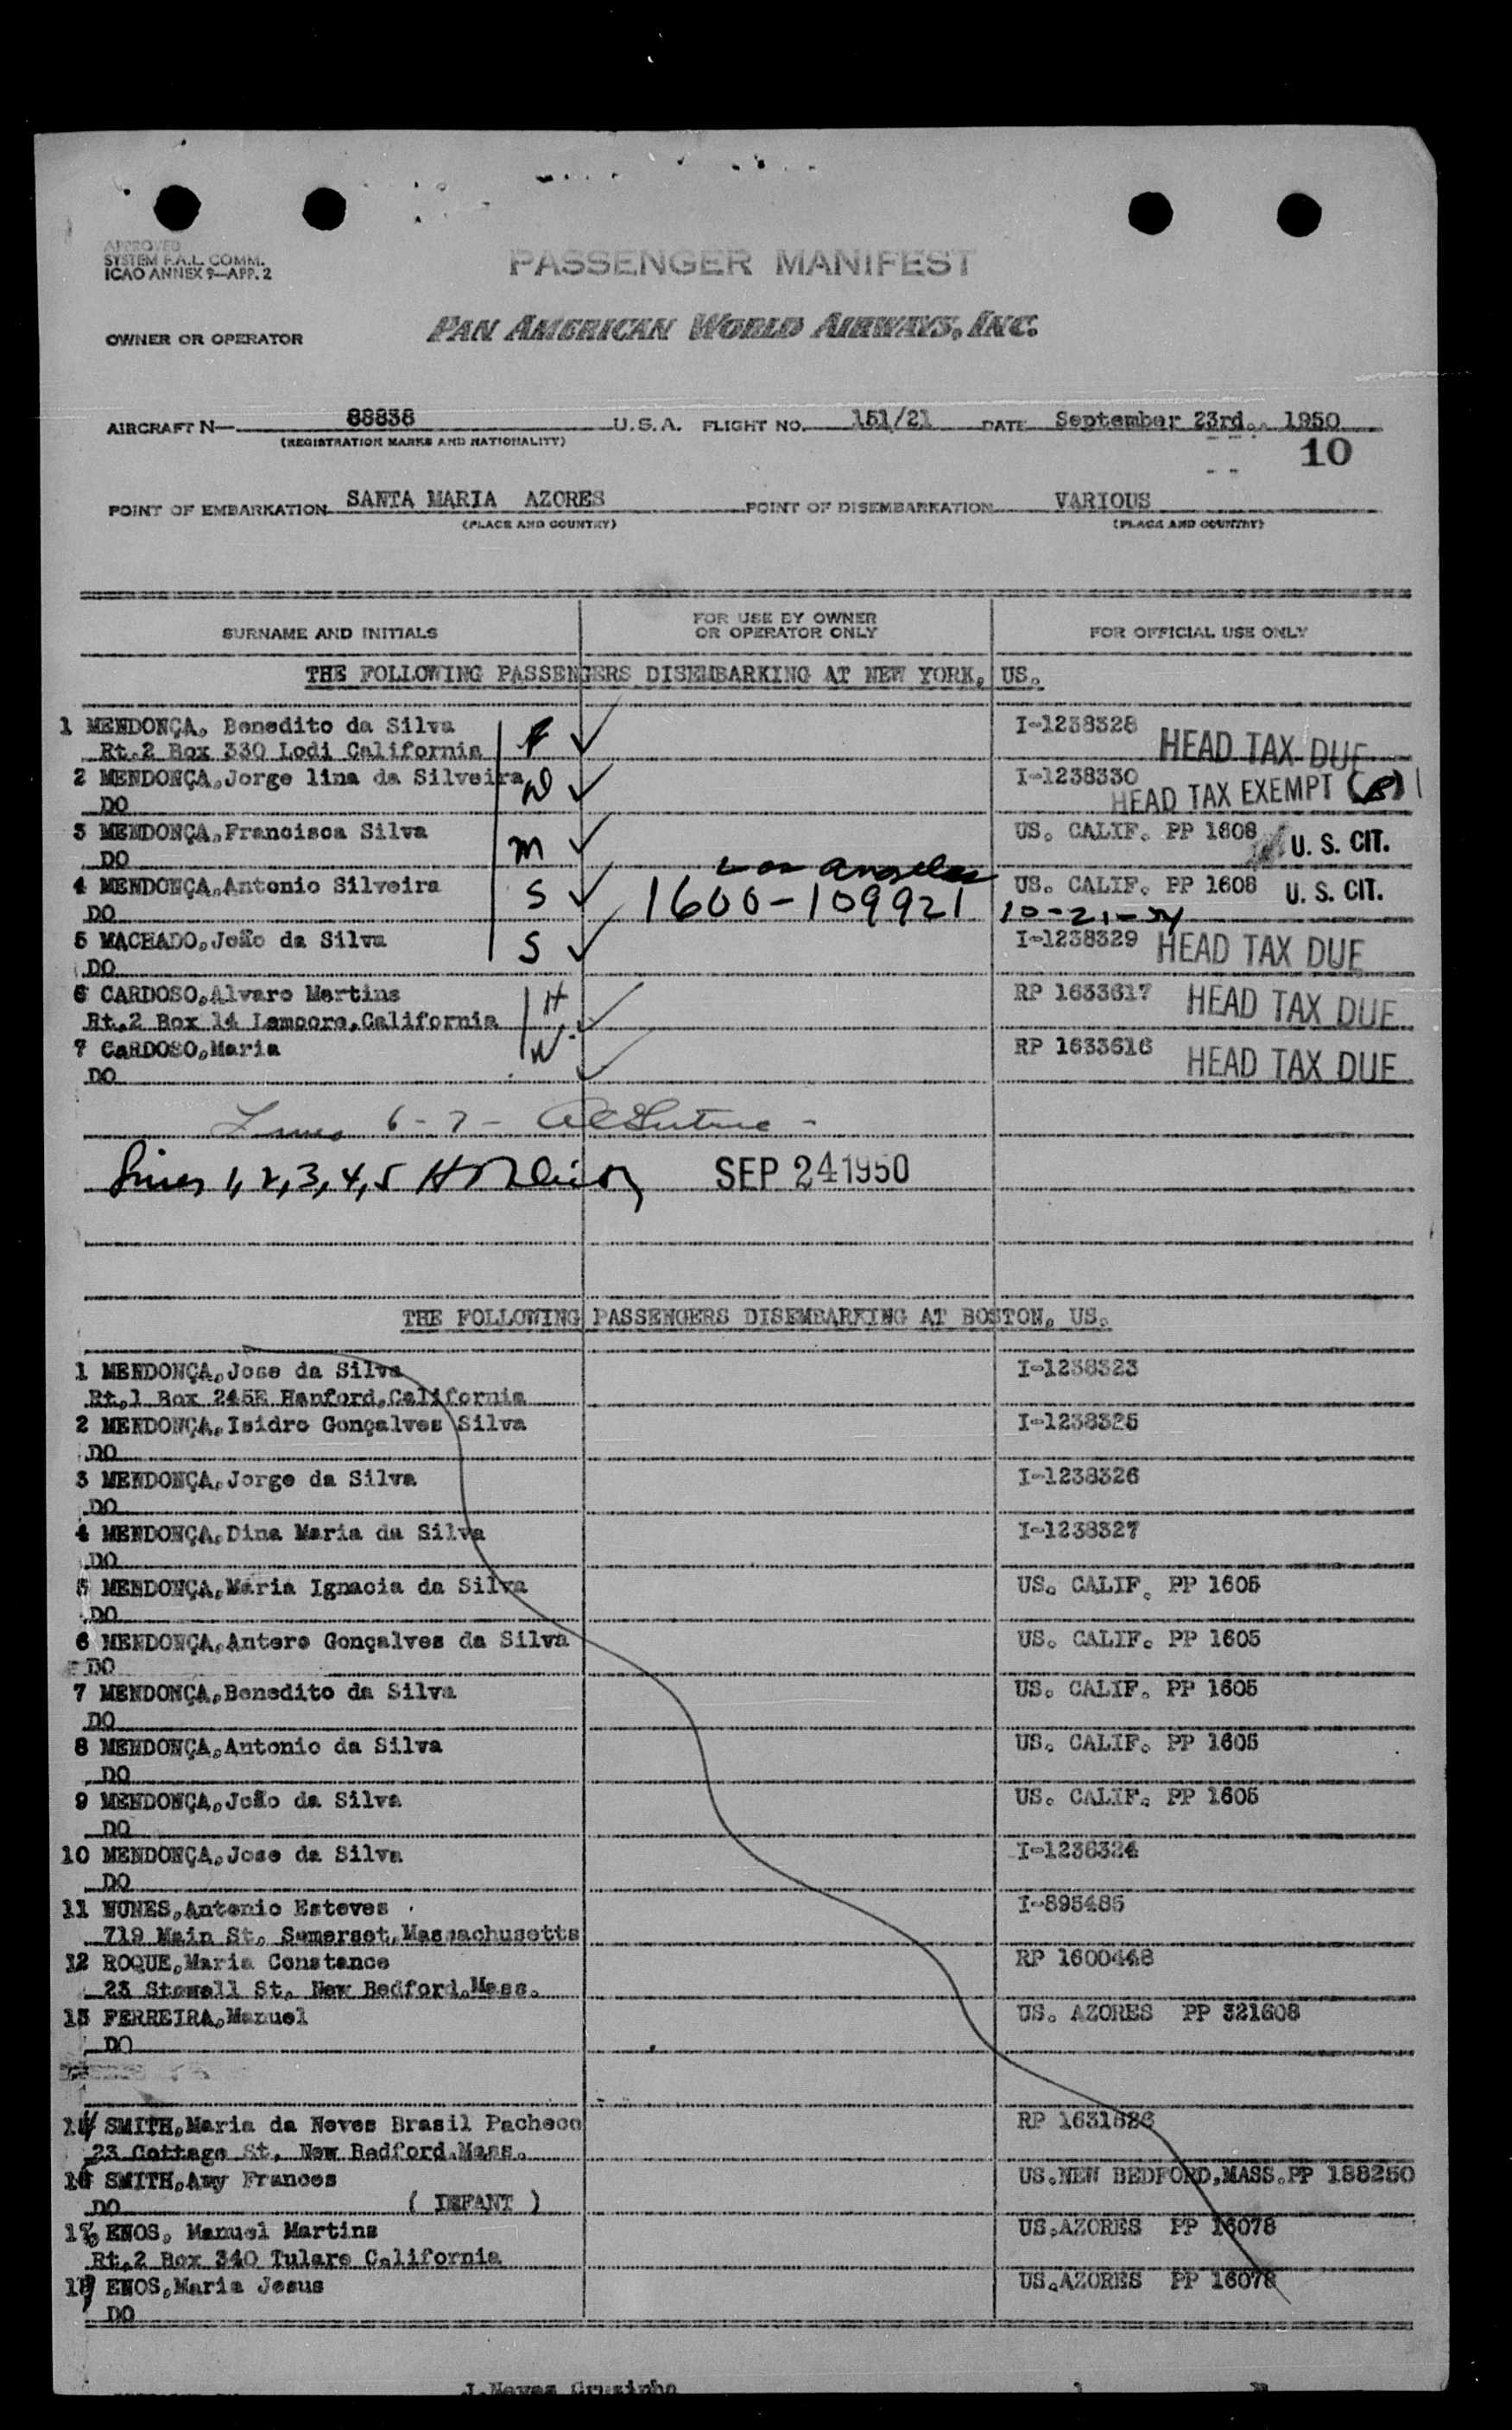 APPROVED
SYSTEM F.A.L. COMM.
ICAO ANNEX 9—APP. 2
PASSENGER MANIFEST
OWNER OR OPERATOR PAN AMERICAN WORLD AIRWAYS, INC.
AIRCRAFT N— 88838 U.S.A. FLIGHT NO. 151/21 DATE September 23rd. 1950
(REGISTRATION MARKS AND NATIONALITY)
10
POINT OF EMBARKATION SANTA MARIA AZORES POINT OF DISEMBARKATION VARIOUS
(PLACE AND COUNTRY) (PLACE AND COUNTRY)
SURNAME AND INITIALS FOR USE BY OWNER OR OPERATOR ONLY FOR OFFICIAL USE ONLY
THE FOLLOWING PASSENGERS DISEMBARKING AT NEW YORK, US.
1 MENDONÇA, Benedito da Silva F ✓ I-1238328 HEAD TAX DUE
Rt.2 Box 330 Lodi California
2 MENDONÇA,Jorge lina da Silveira W ✓ I-1238330 HEAD TAX EXEMPT (B)
DO
3 MENDONÇA,Francisca Silva M ✓ US. CALIF. PP 1608 U. S. CIT.
DO
Los Angeles
4 MENDONÇA,Antonio Silveira S ✓ 1600-109921 US. CALIF. PP 1608 U. S. CIT.
DO 10-21-54
5 MACHADO,João da Silva S ✓ I-1238329 HEAD TAX DUE
DO
6 CARDOSO,Alvaro Martins H ✓ RP 1633617 HEAD TAX DUE
Rt.2 Box 14 Lemoore,California
7 CARDOSO,Maria W ✓ RP 1633616 HEAD TAX DUE
DO
Lines 6-7-
Lines 1,2,3,4,5 SEP 24 1950
THE FOLLOWING PASSENGERS DISEMBARKING AT BOSTON, US.
1 MENDONÇA,Jose da Silva I-1238323
Rt.1 Box 245E Hanford,California
2 MENDONÇA,Isidro Gonçalves Silva I-1238325
DO
3 MENDONÇA,Jorge da Silva I-1238326
DO
4 MENDONÇA,Dina Maria da Silva I-1238327
DO
5 MENDONÇA,Maria Ignacia da Silva US. CALIF. PP 1605
DO
6 MENDONÇA,Antero Gonçalves da Silva US. CALIF. PP 1605
DO
7 MENDONÇA,Benedito da Silva US. CALIF. PP 1605
DO
8 MENDONÇA,Antonio da Silva US. CALIF. PP 1605
DO
9 MENDONÇA,João da Silva US. CALIF. PP 1605
DO
10 MENDONÇA,Jose da Silva I-1238324
DO
11 NUNES,Antonio Esteves I-895485
719 Main St. Somerset,Massachusetts
12 ROQUE,Maria Constance RP 1600448
23 Stowell St. New Bedford,Mass.
13 FERREIRA,Manuel US. AZORES PP 321608
DO
14 SMITH,Maria da Neves Brasil Pacheco RP 1631526
23 Cottage St. New Bedford.Mass.
15 SMITH,Amy Frances US.NEW BEDFORD,MASS.PP 188250
DO ( INFANT )
16 ENOS, Manuel Martins US.AZORES PP 16078
Rt.2 Box 340 Tulare California
17 ENOS,Maria Jesus US.AZORES PP 16078
DO
J.Neves